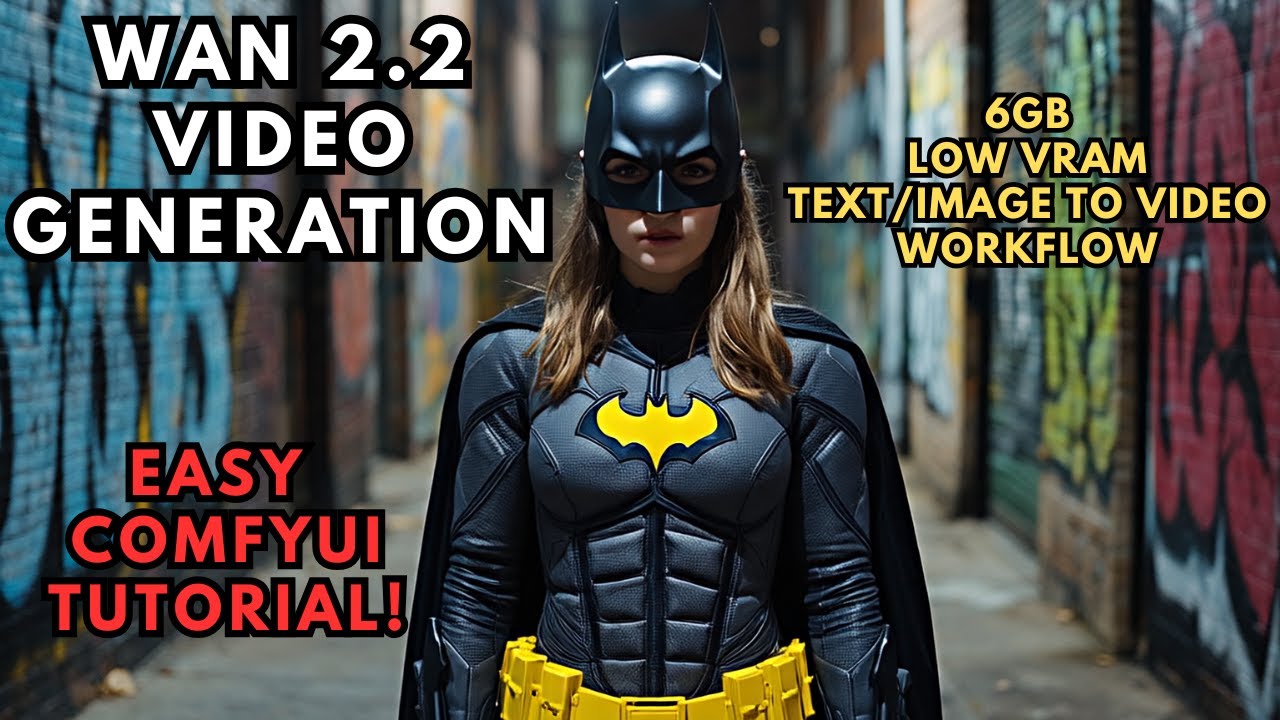 WAN 2.2
VIDEO
GENERATION
6GB
LOW VRAM
TEXT/IMAGE TO VIDEO
WORKFLOW
EASY
COMFYUI
TUTORIAL!